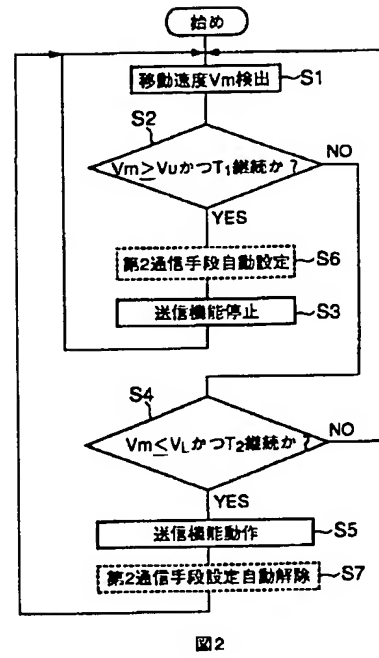 始め
移動速度Vm検出
S1
S2
Vm≧VuかつT₁継続か?
NO
YES
第2通信手段自動設定
S6
送信機能停止
S3
S4
Vm≦VLかつT₂継続か?
NO
YES
送信機能動作
S5
第2通信手段設定自動解除
S7
図2